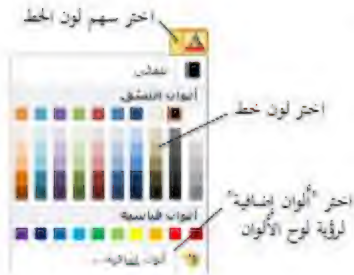 اختر سهم لون الخط
تلقائي
ألوان النسق
اختر لون خط
ألوان قياسية
اختر "ألوان إضافية"
لرؤية لوح الألوان
ألوان إضافية...